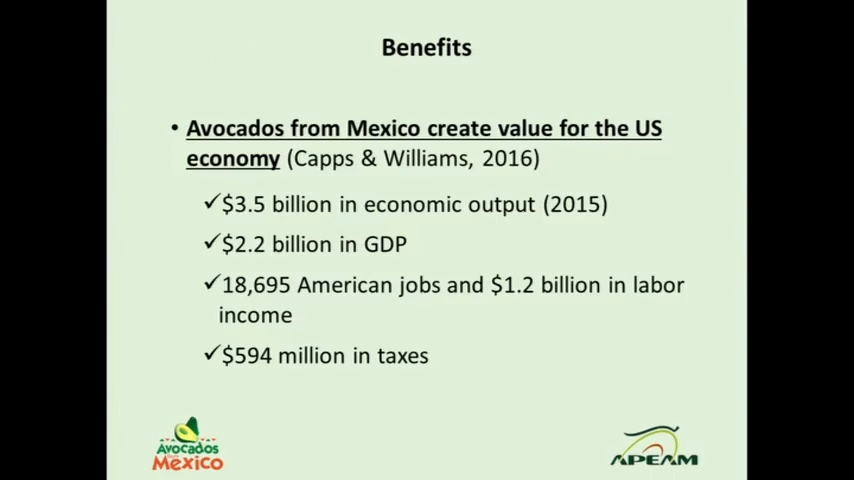 Benefits
• Avocados from Mexico create value for the US
economy (Capps & Williams, 2016)
✓$3.5 billion in economic output (2015)
✓$2.2 billion in GDP
✓18,695 American jobs and $1.2 billion in labor
income
✓$594 million in taxes
Avocados
Mexico
APEAM